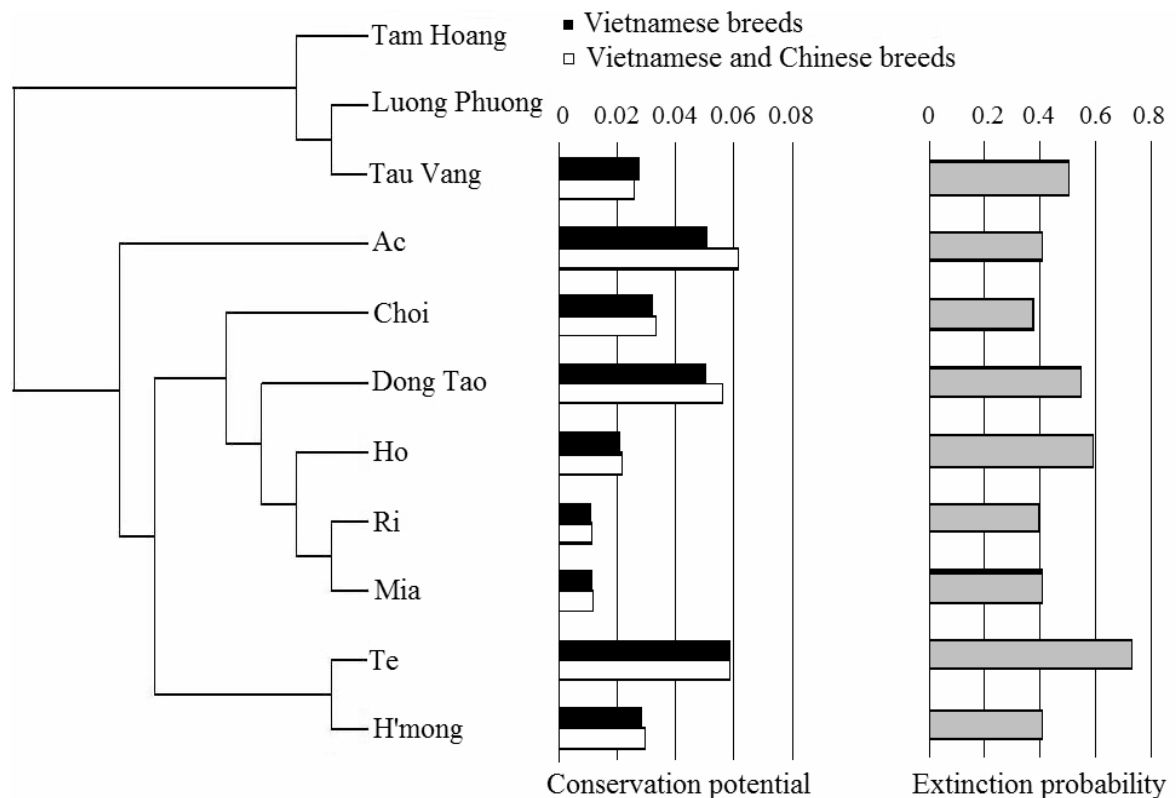 Tam Hoang
■ Vietnamese breeds
□ Vietnamese and Chinese breeds
Luong Phuong
0 0.02 0.04 0.06 0.08
0 0.2 0.4 0.6 0.8
Tau Vang
Ac
Choi
Dong Tao
Ho
Ri
Mia
Te
H'mong
Conservation potential
Extinction probability